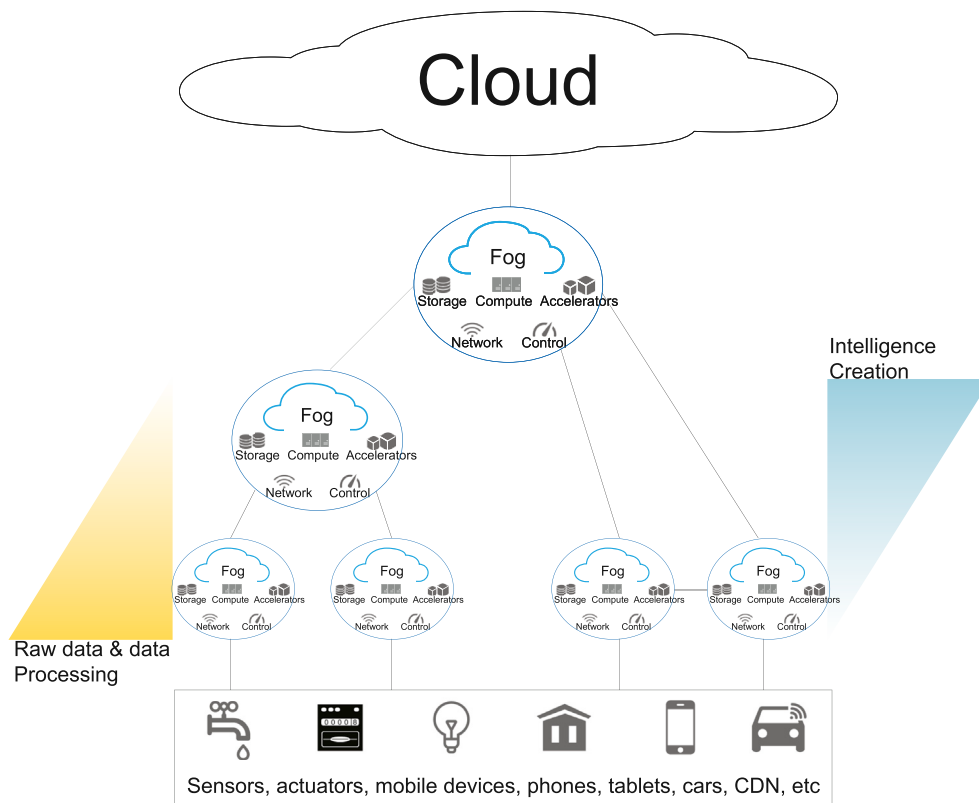 Cloud
Fog
Storage Compute Accelerators
Network Control
Intelligence
Creation
Fog
Storage Compute Accelerators
Network Control
Fog
Storage Compute Accelerators
Network Control
Fog
Storage Compute Accelerators
Network Control
Fog
Storage Compute Accelerators
Network Control
Fog
Storage Compute Accelerators
Network Control
Raw data & data
Processing
Sensors, actuators, mobile devices, phones, tablets, cars, CDN, etc